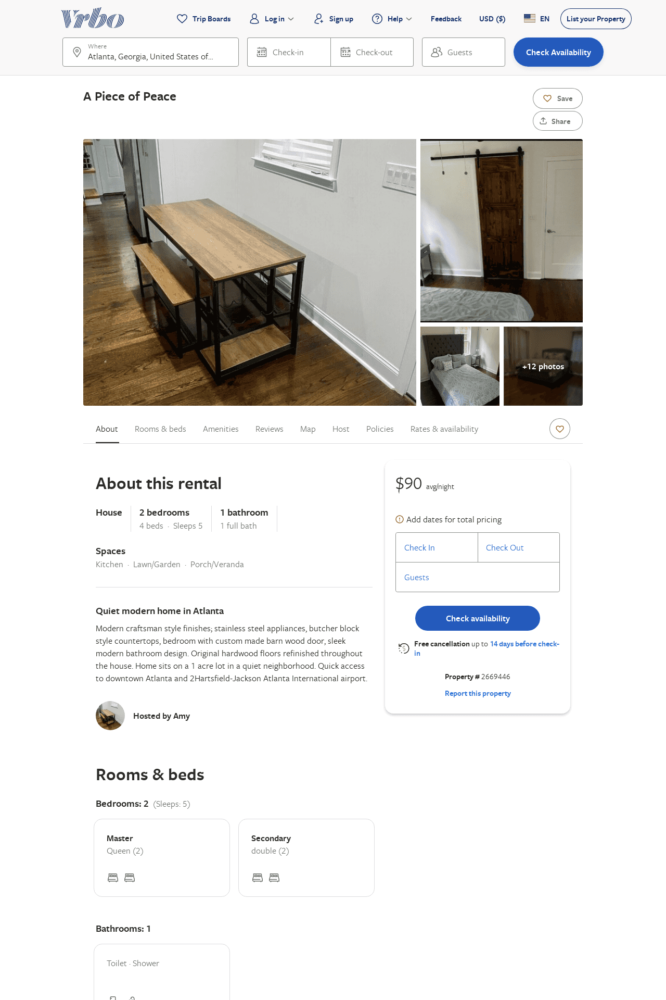 Vrbo
Trip Boards
Log in
Sign up
Help
Feedback
USD ($)
EN
List your Property
Where
Atlanta, Georgia, United States of...
Check-in
Check-out
Guests
Check Availability
A Piece of Peace
Save
Share
+12 photos
About
Rooms & beds
Amenities
Reviews
Map
Host
Policies
Rates & availability
About this rental
House
2 bedrooms
4 beds · Sleeps 5
1 bathroom
1 full bath
Spaces
Kitchen · Lawn/Garden · Porch/Veranda
Quiet modern home in Atlanta
Modern craftsman style finishes; stainless steel appliances, butcher block
style countertops, bedroom with custom made barn wood door, sleek
modern bathroom design. Original hardwood floors refinished throughout
the house. Home sits on a 1 acre lot in a quiet neighborhood. Quick access
to downtown Atlanta and 2Hartsfield-Jackson Atlanta International airport.
Hosted by Amy
$90 avg/night
Add dates for total pricing
Check In
Check Out
Guests
Check availability
Free cancellation up to 14 days before check-
in
Property # 2669446
Report this property
Rooms & beds
Bedrooms: 2 (Sleeps: 5)
Master
Queen (2)
Secondary
double (2)
Bathrooms: 1
Toilet · Shower